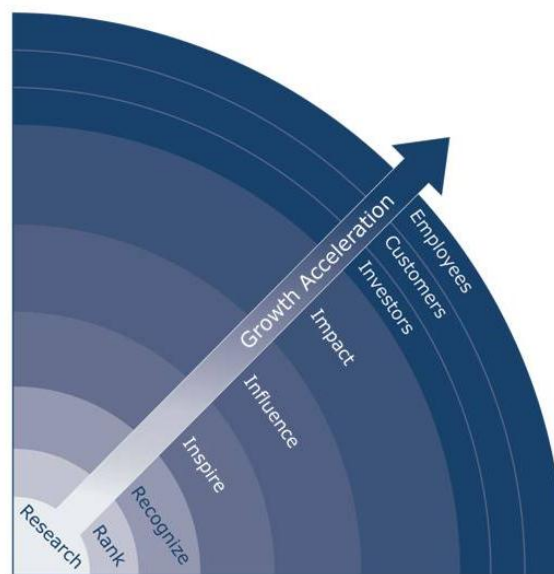 Employees
Customers
Investors
Growth Acceleration
Impact
Influence
Inspire
Recognize
Rank
Research